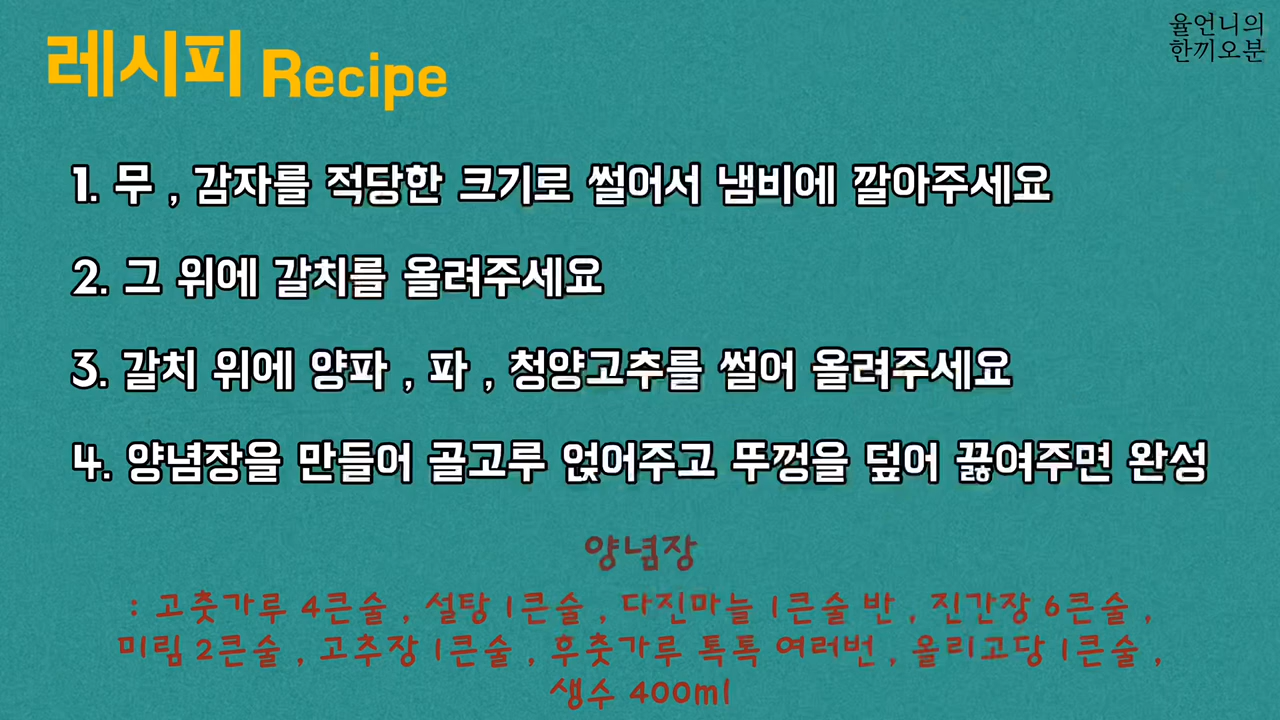 레시피 Recipe
율언니의
한끼오분
1. 무 , 감자를 적당한 크기로 썰어서 냄비에 깔아주세요
2. 그 위에 갈치를 올려주세요
3. 갈치 위에 양파 , 파 , 청양고추를 썰어 올려주세요
4. 양념장을 만들어 골고루 얹어주고 뚜껑을 덮어 끓여주면 완성
양념장
: 고춧가루 4큰술 , 설탕 1큰술 , 다진마늘 1큰술 반 , 진간장 6큰술 ,
미림 2큰술 , 고추장 1큰술 , 후춧가루 톡톡 여러번 , 올리고당 1큰술 ,
생수 400ml